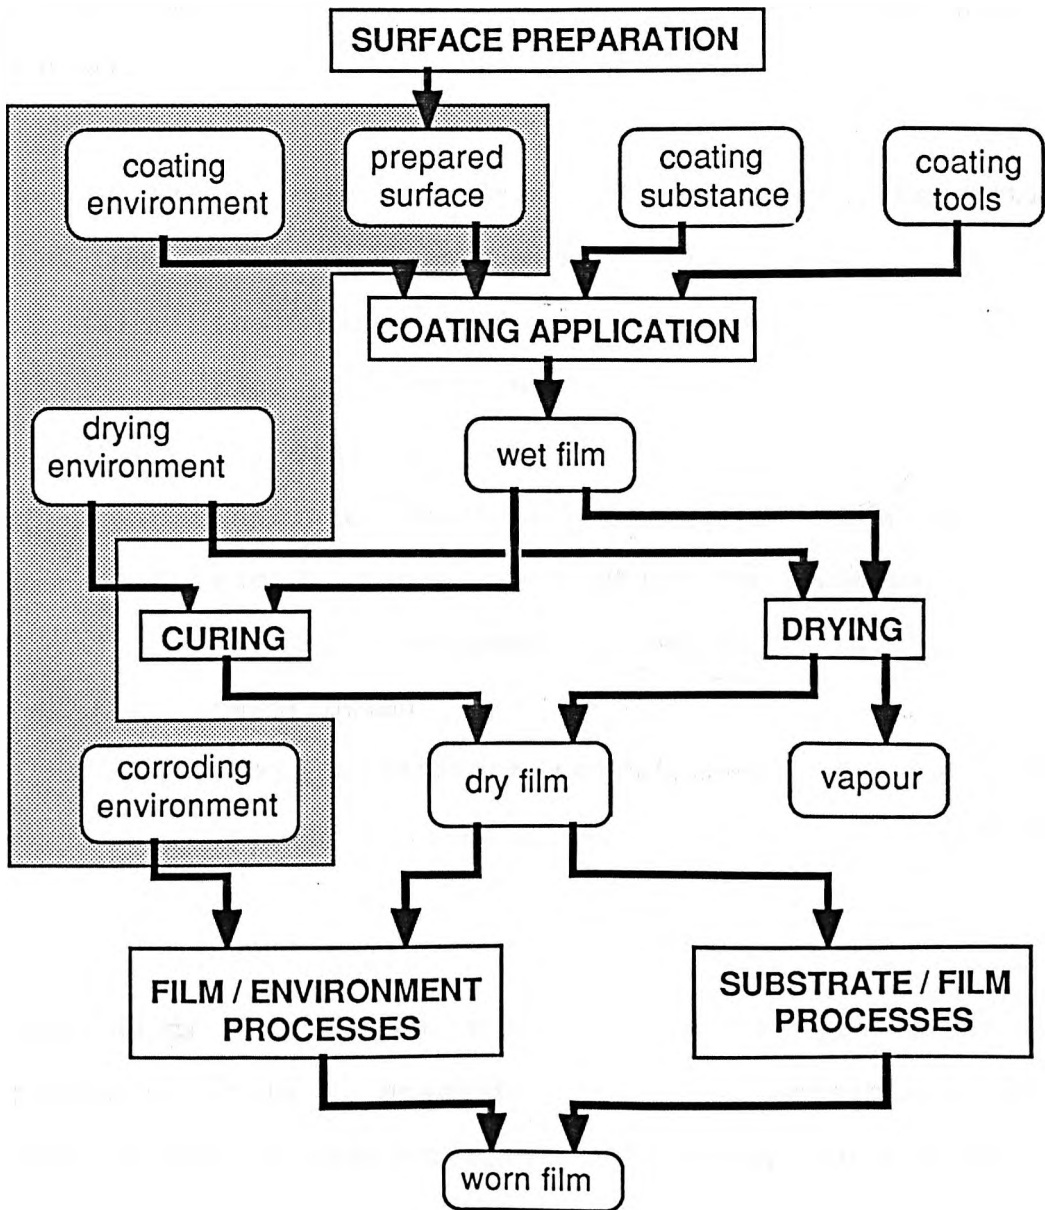 SURFACE PREPARATION
coating
environment
prepared
surface
coating
substance
coating
tools
COATING APPLICATION
drying
environment
wet film
CURING
DRYING
corroding
environment
dry film
vapour
FILM / ENVIRONMENT
PROCESSES
SUBSTRATE / FILM
PROCESSES
worn film